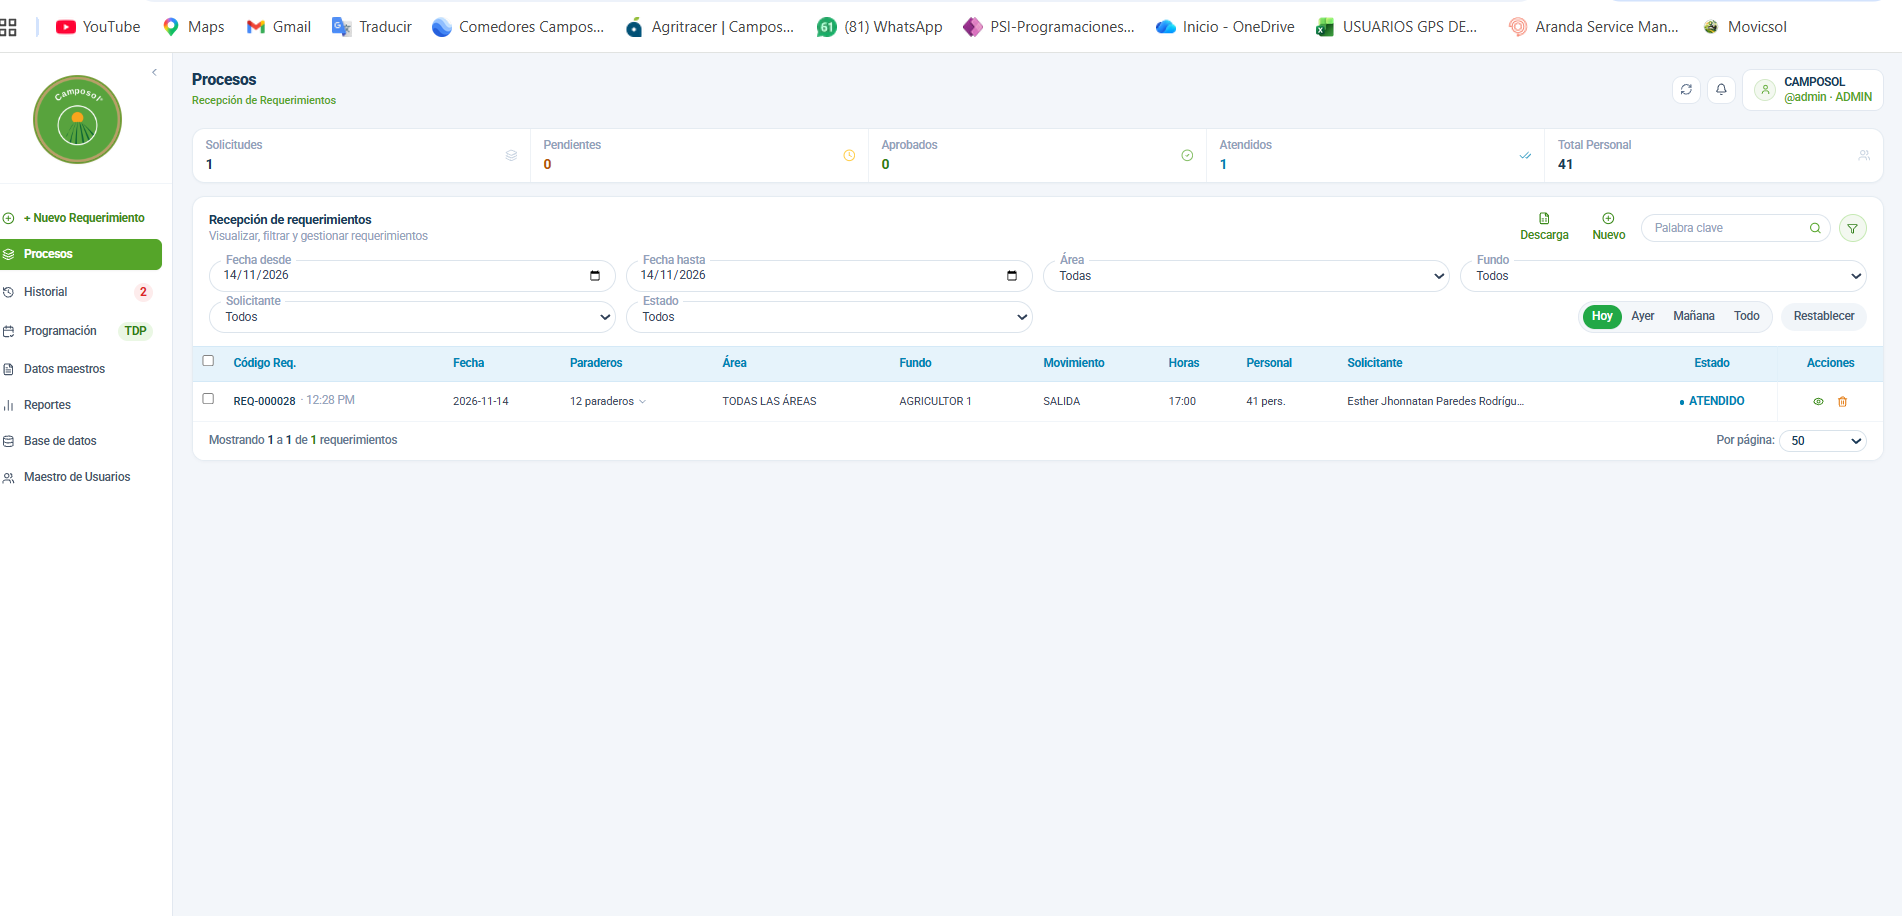 YouTube Maps Gmail Traducir Comedores Campos... Agritracer | Campos... 61 (81) WhatsApp PSI-Programaciones... Inicio - OneDrive USUARIOS GPS DE... Aranda Service Man... Movicsol
Camposol
+ Nuevo Requerimiento
Procesos
Historial 2
Programación TDP
Datos maestros
Reportes
Base de datos
Maestro de Usuarios
Procesos
Recepción de Requerimientos
CAMPOSOL
@admin · ADMIN
Solicitudes
1
Pendientes
0
Aprobados
0
Atendidos
1
Total Personal
41
Recepción de requerimientos
Visualizar, filtrar y gestionar requerimientos
Descarga
Nuevo
Palabra clave
Fecha desde
14/11/2026
Fecha hasta
14/11/2026
Área
Todas
Fundo
Todos
Solicitante
Todos
Estado
Todos
Hoy Ayer Mañana Todo Restablecer
Código Req. Fecha Paraderos Área Fundo Movimiento Horas Personal Solicitante Estado Acciones
REQ-000028 · 12:28 PM 2026-11-14 12 paraderos TODAS LAS ÁREAS AGRICULTOR 1 SALIDA 17:00 41 pers. Esther Jhonnatan Paredes Rodrígu... ATENDIDO
Mostrando 1 a 1 de 1 requerimientos
Por página: 50